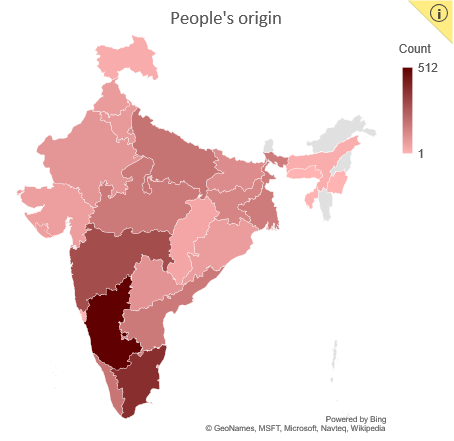 People's origin
Count
512
1
Powered by Bing
© GeoNames, MSFT, Microsoft, Navteq, Wikipedia